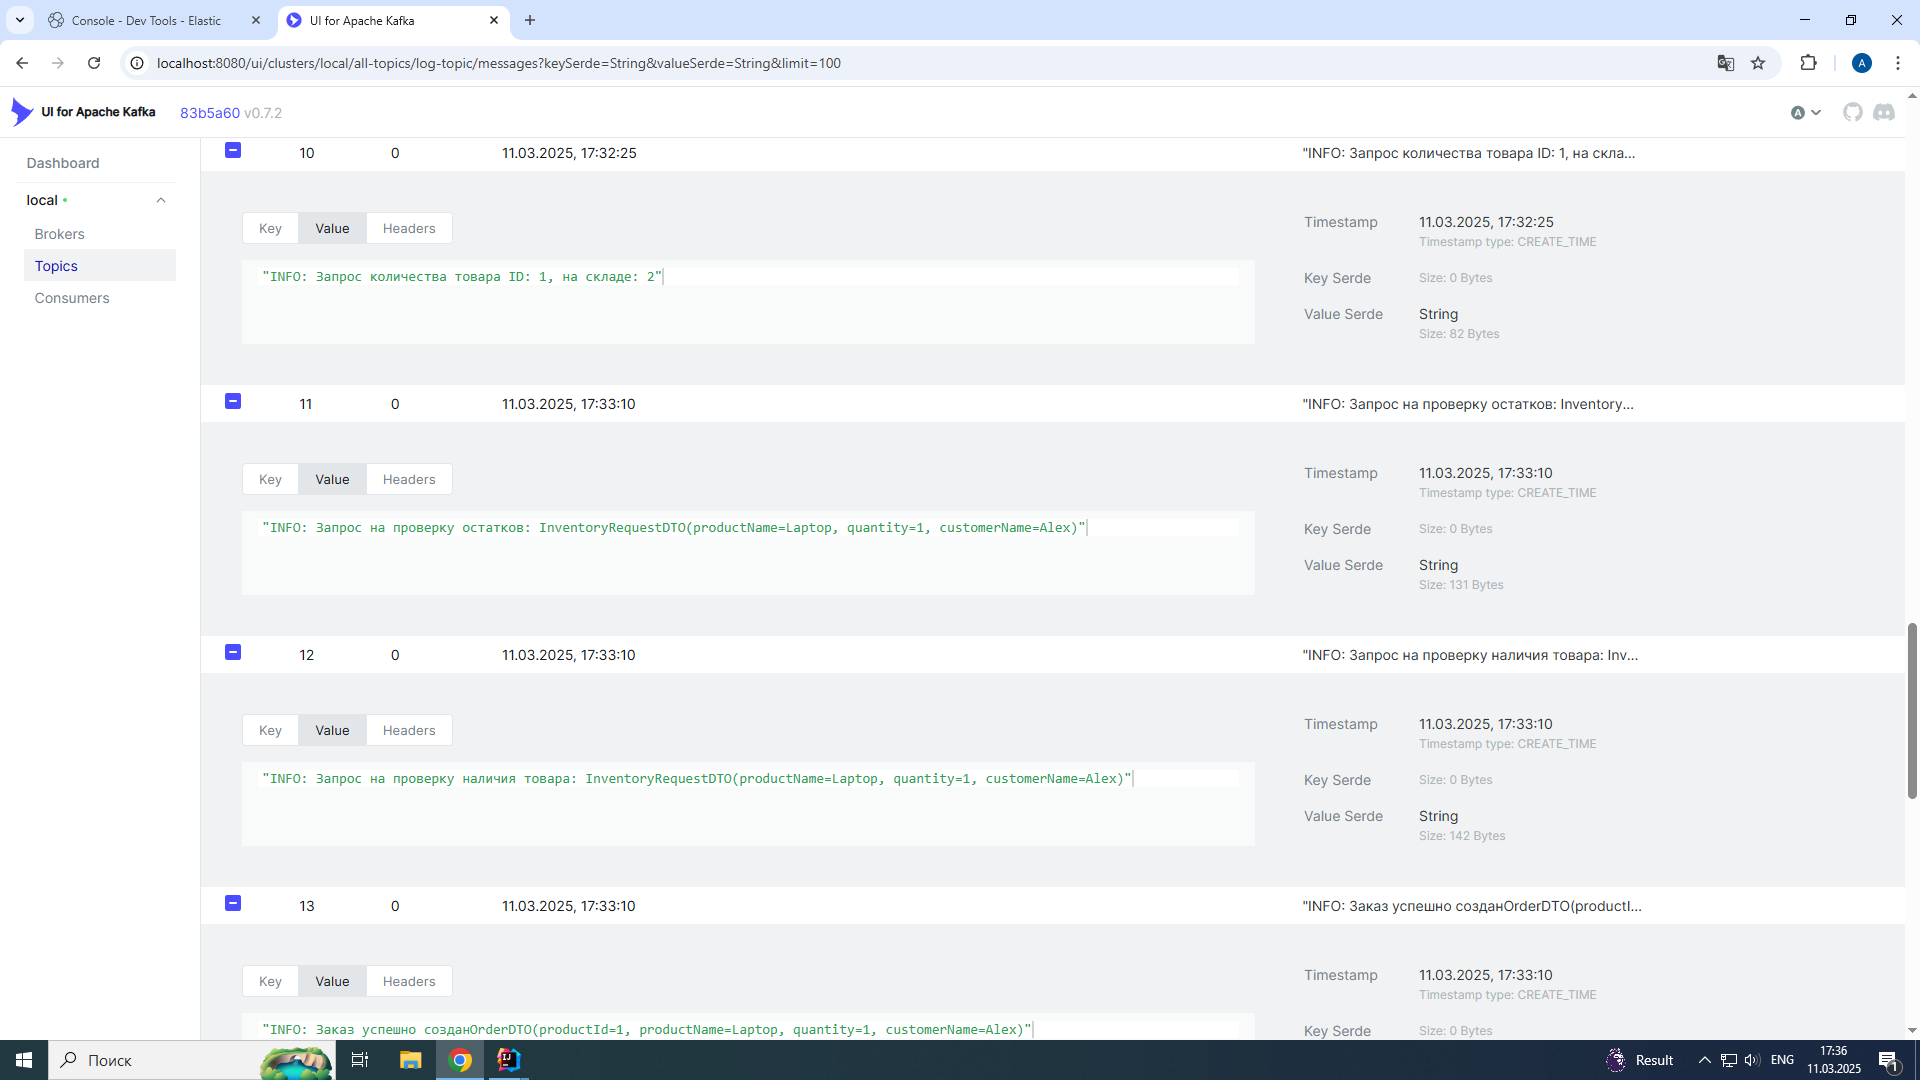 Console - Dev Tools - Elastic
UI for Apache Kafka
localhost:8080/ui/clusters/local/all-topics/log-topic/messages?keySerde=String&valueSerde=String&limit=100
A
UI for Apache Kafka
83b5a60 v0.7.2
A
Dashboard
local
Brokers
Topics
Consumers
10 0 11.03.2025, 17:32:25 "INFO: Запрос количества товара ID: 1, на скла...
Key Value Headers
"INFO: Запрос количества товара ID: 1, на складе: 2"
Timestamp 11.03.2025, 17:32:25
Timestamp type: CREATE_TIME
Key Serde Size: 0 Bytes
Value Serde String
Size: 82 Bytes
11 0 11.03.2025, 17:33:10 "INFO: Запрос на проверку остатков: Inventory...
Key Value Headers
"INFO: Запрос на проверку остатков: InventoryRequestDTO(productName=Laptop, quantity=1, customerName=Alex)"
Timestamp 11.03.2025, 17:33:10
Timestamp type: CREATE_TIME
Key Serde Size: 0 Bytes
Value Serde String
Size: 131 Bytes
12 0 11.03.2025, 17:33:10 "INFO: Запрос на проверку наличия товара: Inv...
Key Value Headers
"INFO: Запрос на проверку наличия товара: InventoryRequestDTO(productName=Laptop, quantity=1, customerName=Alex)"
Timestamp 11.03.2025, 17:33:10
Timestamp type: CREATE_TIME
Key Serde Size: 0 Bytes
Value Serde String
Size: 142 Bytes
13 0 11.03.2025, 17:33:10 "INFO: Заказ успешно созданOrderDTO(productI...
Key Value Headers
"INFO: Заказ успешно созданOrderDTO(productId=1, productName=Laptop, quantity=1, customerName=Alex)"
Timestamp 11.03.2025, 17:33:10
Timestamp type: CREATE_TIME
Key Serde Size: 0 Bytes
Поиск
IJ
Result
ENG
17:36
11.03.2025
1